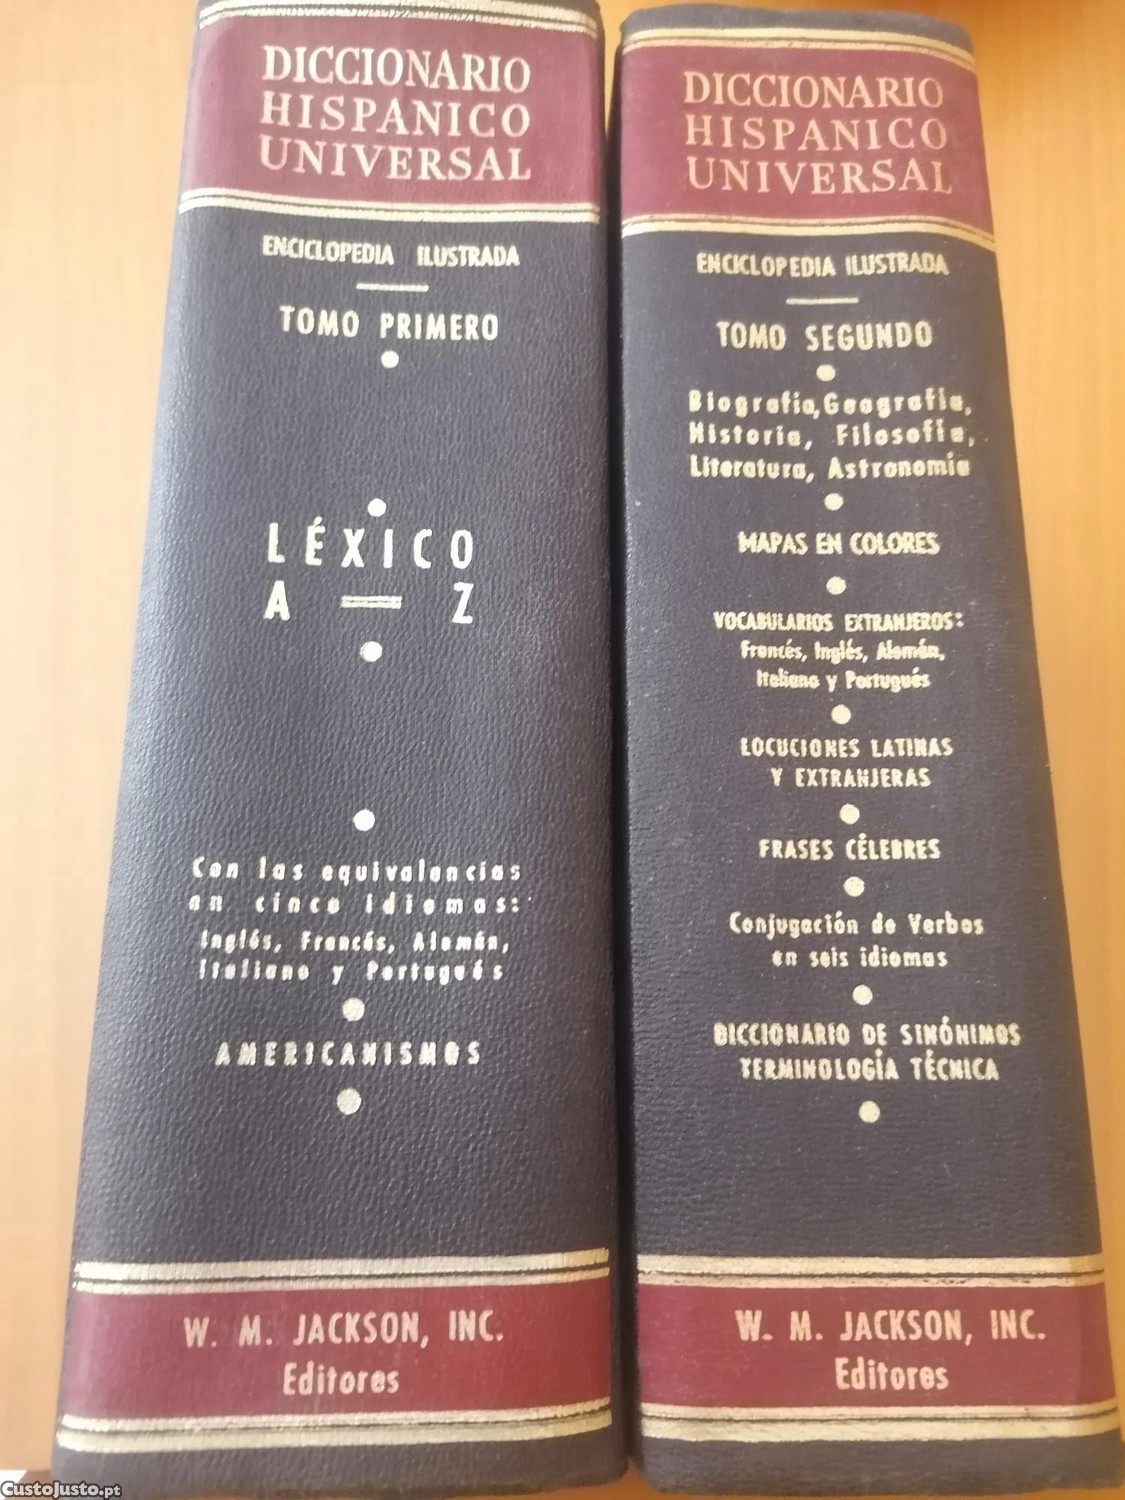 DICCIONARIO
HISPANICO
UNIVERSAL
ENCICLOPEDIA ILUSTRADA
TOMO PRIMERO
LÉXICO
A — Z
Con las equivalencias
en cinco idiomas:
Inglés, Francés, Alemán,
Italiano y Portugués
AMERICANISMOS
W. M. JACKSON, INC.
Editores
DICCIONARIO
HISPANICO
UNIVERSAL
ENCICLOPEDIA ILUSTRADA
TOMO SEGUNDO
Biografía, Geografía,
Historia, Filosofía,
Literatura, Astronomía
MAPAS EN COLORES
VOCABULARIOS EXTRANJEROS:
Francés, Inglés, Alemán,
Italiano y Portugués
LOCUCIONES LATINAS
Y EXTRANJERAS
FRASES CÉLEBRES
Conjugación de Verbos
en seis idiomas
DICCIONARIO DE SINÓNIMOS
TERMINOLOGÍA TÉCNICA
W. M. JACKSON, INC.
Editores
CustoJusto.pt